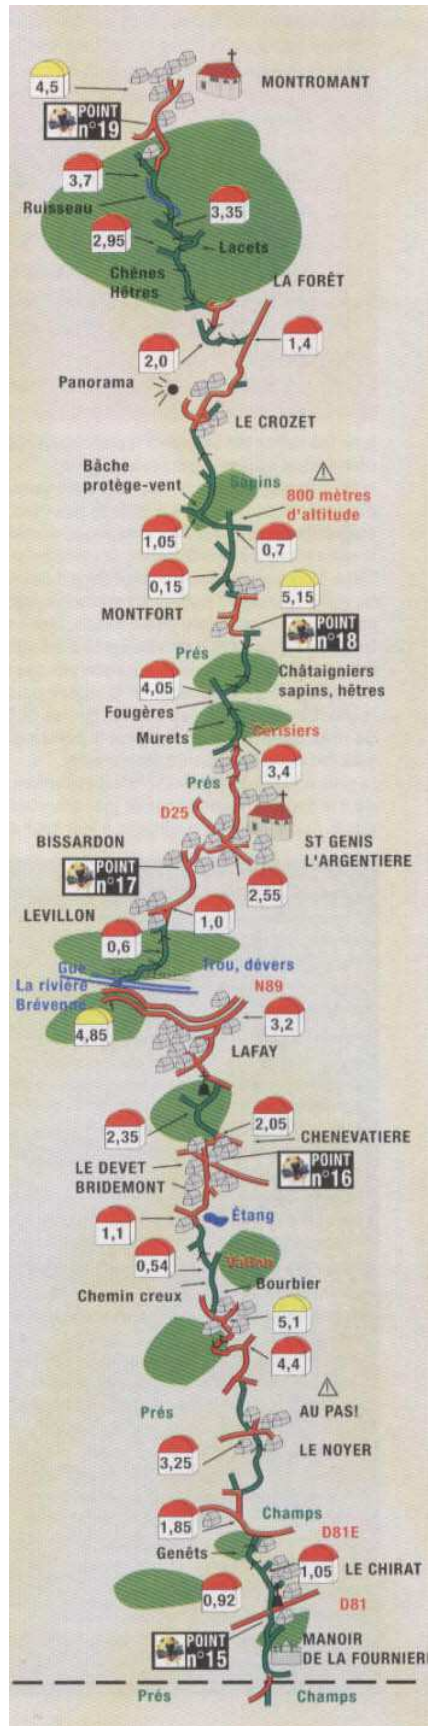 4,5
MONTROMANT
POINT
n°19
3,7
Ruisseau
3,35
2,95
Lacets
Chênes
Hêtres
LA FORÊT
2,0
1,4
Panorama
LE CROZET
Bâche
protège-vent
Sapins
800 mètres
d'altitude
1,05
0,7
0,15
5,15
MONTFORT
POINT
n°18
Prés
4,05
Châtaigniers
sapins, hêtres
Fougères
Murets
Cerisiers
3,4
Prés
D25
BISSARDON
ST GENIS
L'ARGENTIERE
POINT
n°17
2,55
LEVILLON
1,0
0,6
Gué
Trou, dévers
La rivière
Brévenne
N89
4,85
3,2
LAFAY
2,35
2,05
CHENEVATIERE
LE DEVET
BRIDEMONT
POINT
n°16
Étang
1,1
0,54
Vallon
Chemin creux
Bourbier
5,1
4,4
Prés
AU PAS!
LE NOYER
3,25
1,85
Champs
D81E
Genêts
1,05
LE CHIRAT
0,92
D81
POINT
n°15
MANOIR
DE LA FOURNIERE
Prés
Champs